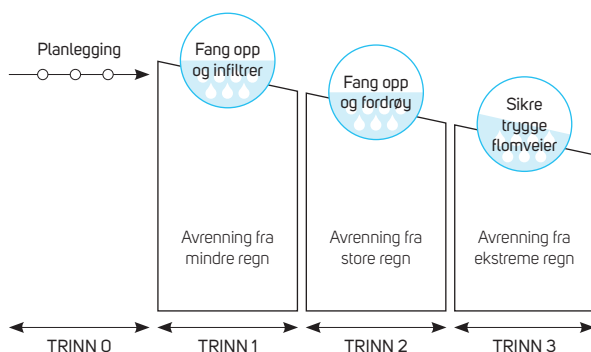 Planlegging
Fang opp
og infiltrer
Fang opp
og fordrøy
Sikre
trygge
flomveier
Avrenning fra
mindre regn
Avrenning fra
store regn
Avrenning fra
ekstreme regn
TRINN 0
TRINN 1
TRINN 2
TRINN 3